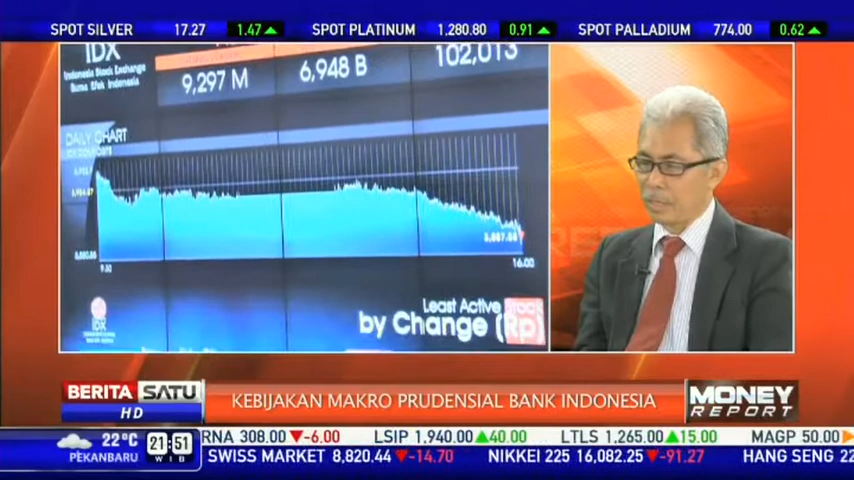 SPOT SILVER 17.27 1.47 SPOT PLATINUM 1,280.80 0.91 SPOT PALLADIUM 774.00 0.62
IDX
Indonesia Stock Exchange
Bursa Efek Indonesia
9,297 M 6,948 B 102,013
DAILY CHART
9.30 16.00
IDX
Least Active Stock
by Change (Rp)
BERITA SATU
HD
KEBIJAKAN MAKRO PRUDENSIAL BANK INDONESIA
MONEY
REPORT
22°C
PEKANBARU
21:51
WIB
RNA 308.00 -6.00 LSIP 1,940.00 40.00 LTLS 1,265.00 15.00 MAGP 50.00
SWISS MARKET 8,820.44 -14.70 NIKKEI 225 16,082.25 -91.27 HANG SENG 22